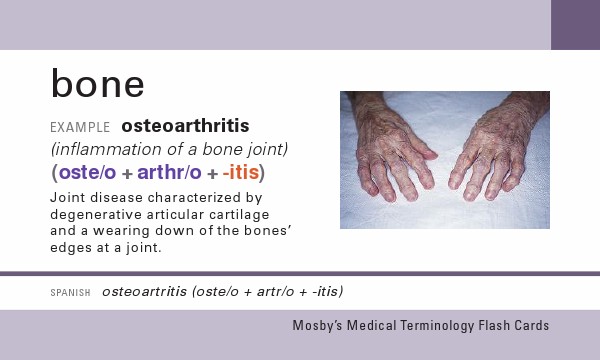 bone
EXAMPLE osteoarthritis
(inflammation of a bone joint)
(oste/o + arthr/o + -itis)
Joint disease characterized by
degenerative articular cartilage
and a wearing down of the bones’
edges at a joint.
SPANISH osteoartritis (oste/o + artr/o + -itis)
Mosby’s Medical Terminology Flash Cards